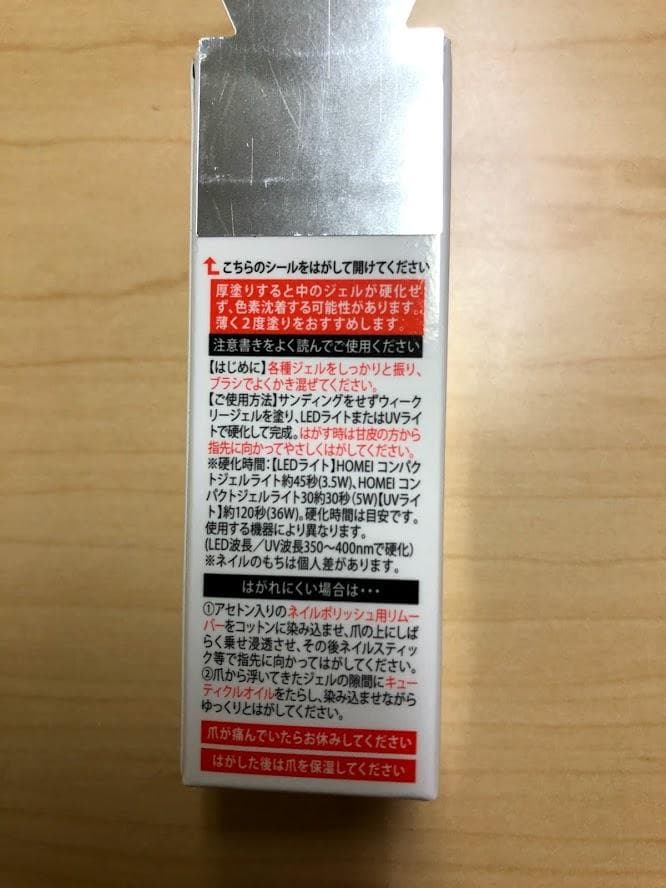 こちらのシールをはがして開けてください
厚塗りすると中のジェルが硬化せ
ず、色素沈着する可能性があります。
薄く2度塗りをおすすめします。
注意書きをよく読んでご使用ください
【はじめに】各種ジェルをしっかりと振り、
ブラシでよくかき混ぜてください。
【ご使用方法】サンディングをせずウィーク
リージェルを塗り、LEDライトまたはUVライ
トで硬化して完成。はがす時は甘皮の方から
指先に向かってやさしくはがしてください。
※硬化時間:【LEDライト】HOMEI コンパク
トジェルライト約45秒(3.5W)、HOMEI コン
パクトジェルライト30約30秒(5W)【UVライ
ト】約120秒(36W)。硬化時間は目安です。
使用する機器により異なります。
(LED波長/UV波長350〜400nmで硬化)
※ネイルのもちは個人差があります。
はがれにくい場合は・・・
①アセトン入りのネイルポリッシュ用リムー
バーをコットンに染み込ませ、爪の上にしば
らく乗せ浸透させ、その後ネイルスティッ
ク等で指先に向かってはがしてください。
②爪から浮いてきたジェルの隙間にキュー
ティクルオイルをたらし、染み込ませながら
ゆっくりとはがしてください。
爪が痛んでいたらお休みしてください
はがした後は爪を保湿してください